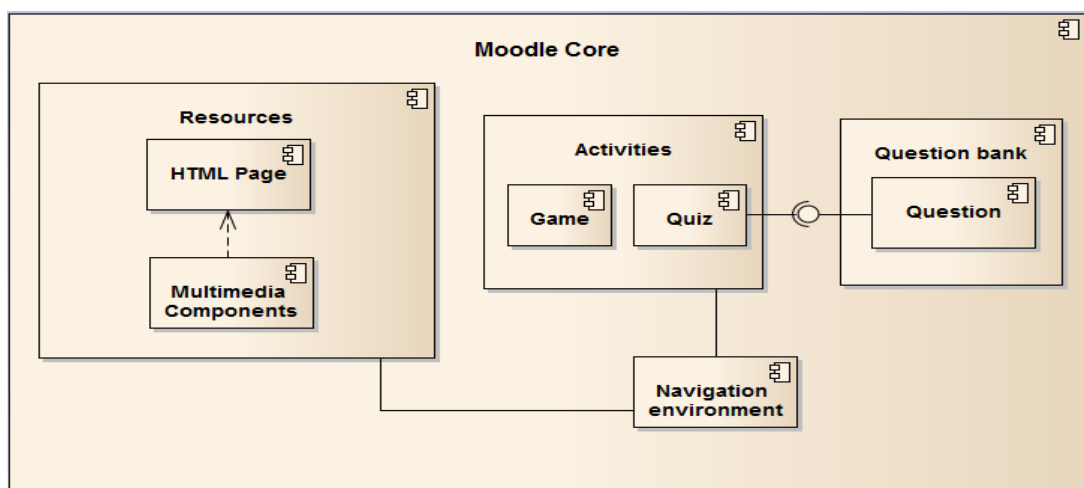 Moodle Core
Resources
HTML Page
Multimedia
Components
Activities
Game
Quiz
Question bank
Question
Navigation
environment